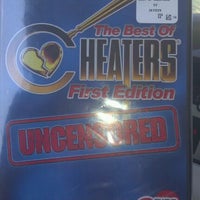 The Best Of
CHEATERS
First Edition
UNCENSORED